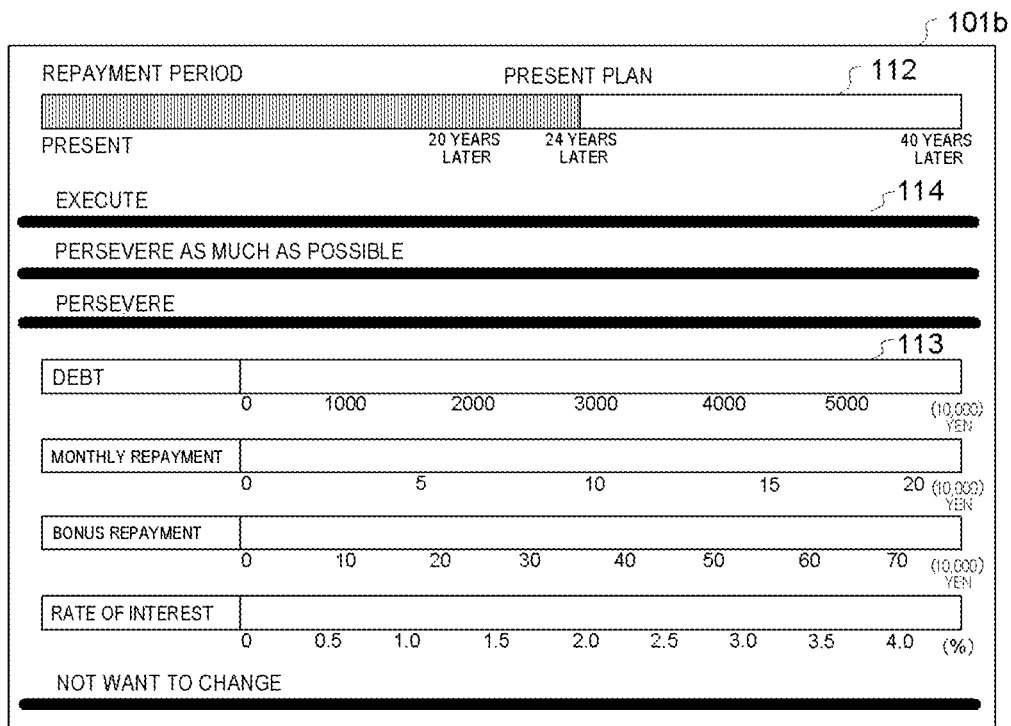 101b
REPAYMENT PERIOD PRESENT PLAN 112
PRESENT 20 YEARS LATER 24 YEARS LATER 40 YEARS LATER
EXECUTE 114
PERSEVERE AS MUCH AS POSSIBLE
PERSEVERE
113
DEBT
0 1000 2000 3000 4000 5000 (10,000) YEN
MONTHLY REPAYMENT
0 5 10 15 20 (10,000) YEN
BONUS REPAYMENT
0 10 20 30 40 50 60 70 (10,000) YEN
RATE OF INTEREST
0 0.5 1.0 1.5 2.0 2.5 3.0 3.5 4.0 (%)
NOT WANT TO CHANGE